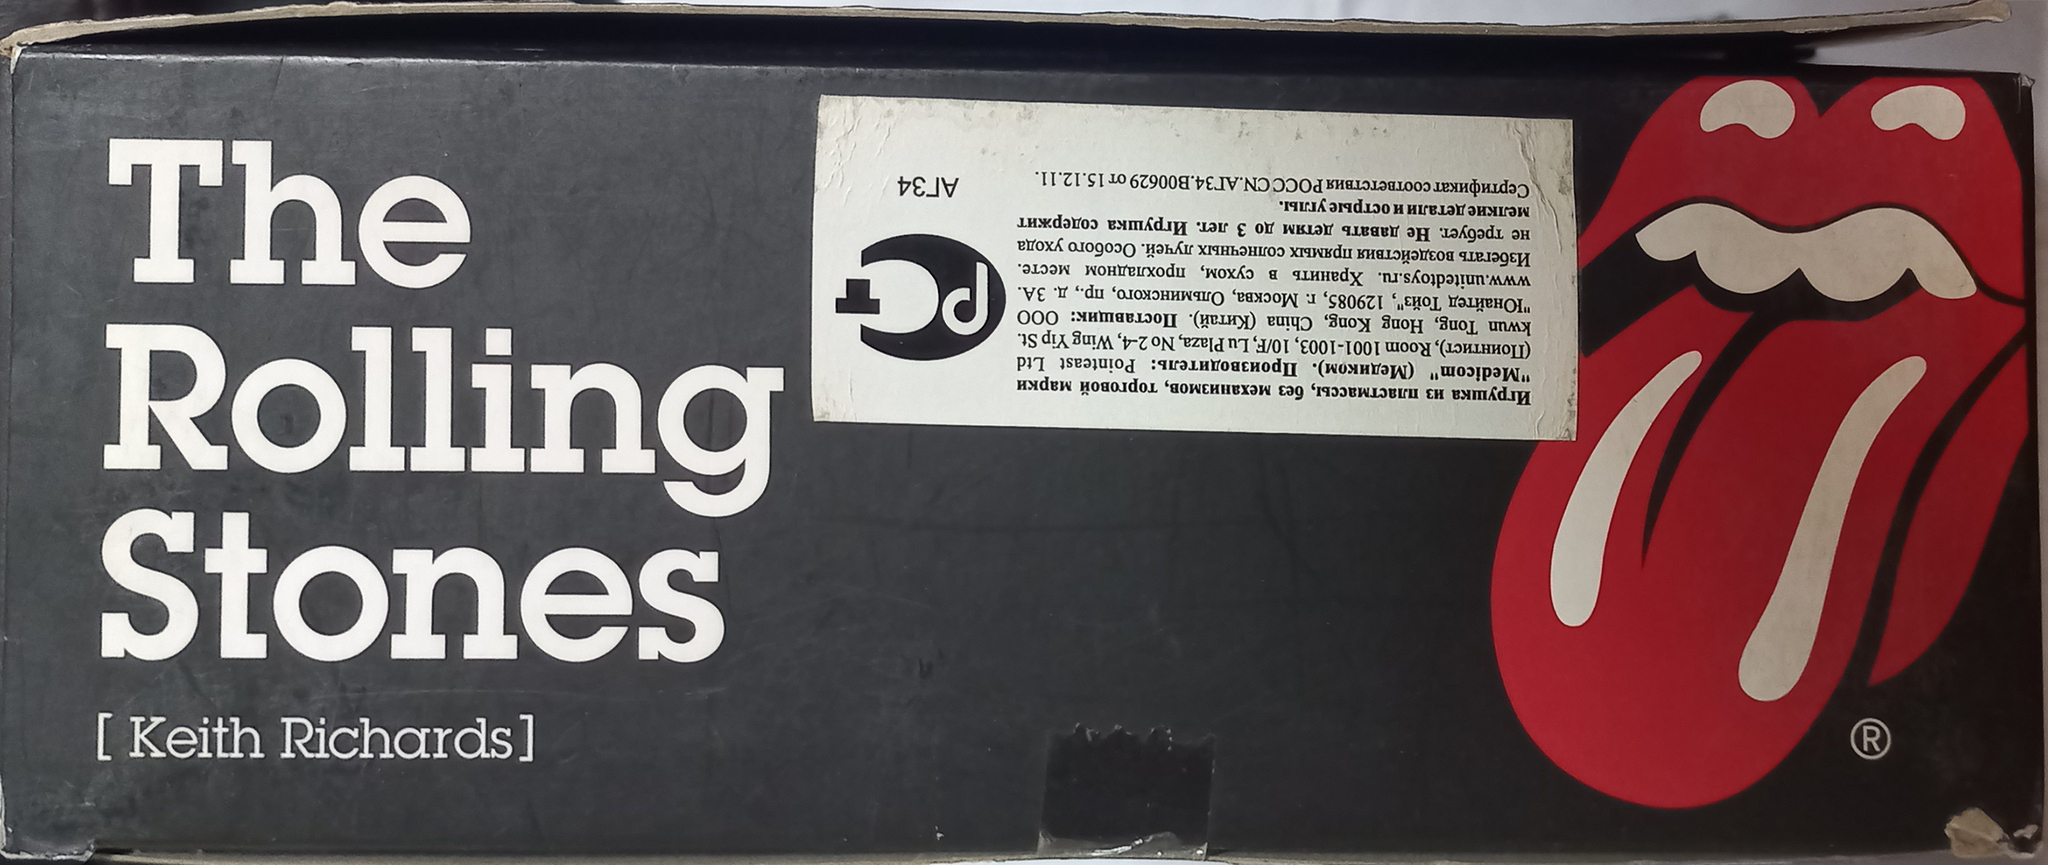 The
Rolling
Stones
[ Keith Richards]
Игрушка из пластмассы, без механизмов, торговой марки
"Medicom" (Медиком). Производитель: Pointeast Ltd
(Поинтист), Room 1001-1003, 10/F, Lu Plaza, No 2-4, Wing Yip St.
kwun Tong, Hong Kong, China (Китай). Поставщик: ООО
"Юнайтед Тойз", 129085, г. Москва, Ольминского, пр., д. 3А.
www.unitedtoys.ru. Хранить в сухом, прохладном месте.
Избегать воздействия прямых солнечных лучей. Особого ухода
не требует. Не давать детям до 3 лет. Игрушка содержит
мелкие детали и острые углы.
Сертификат соответствия РОСС CN.АГ34.В00629 от 15.12.11.
РСТ
АГ34
®